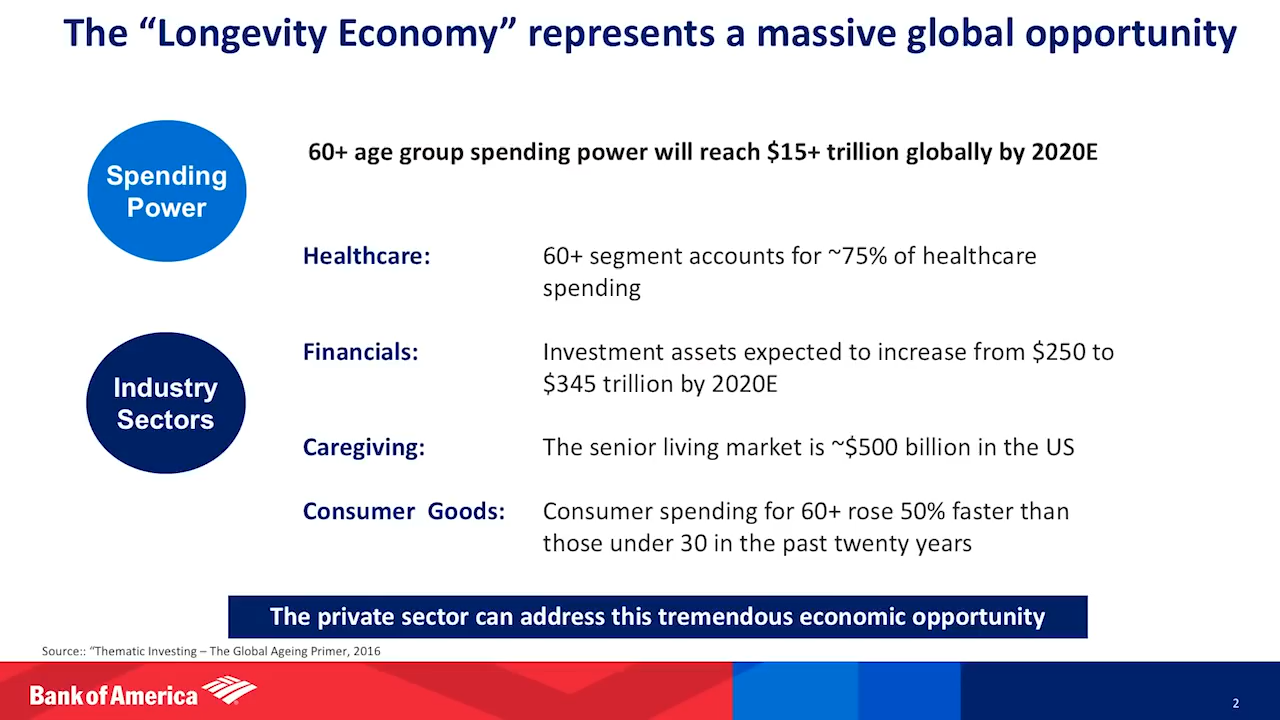 The “Longevity Economy” represents a massive global opportunity
Spending
Power
60+ age group spending power will reach $15+ trillion globally by 2020E
Industry
Sectors
Healthcare: 60+ segment accounts for ~75% of healthcare
spending
Financials: Investment assets expected to increase from $250 to
$345 trillion by 2020E
Caregiving: The senior living market is ~$500 billion in the US
Consumer Goods: Consumer spending for 60+ rose 50% faster than
those under 30 in the past twenty years
The private sector can address this tremendous economic opportunity
Source:: “Thematic Investing – The Global Ageing Primer, 2016
Bank of America
2